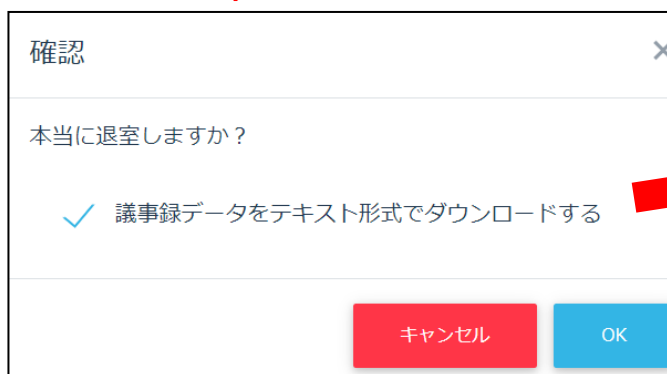 確認
本当に退室しますか？
議事録データをテキスト形式でダウンロードする
キャンセル
OK